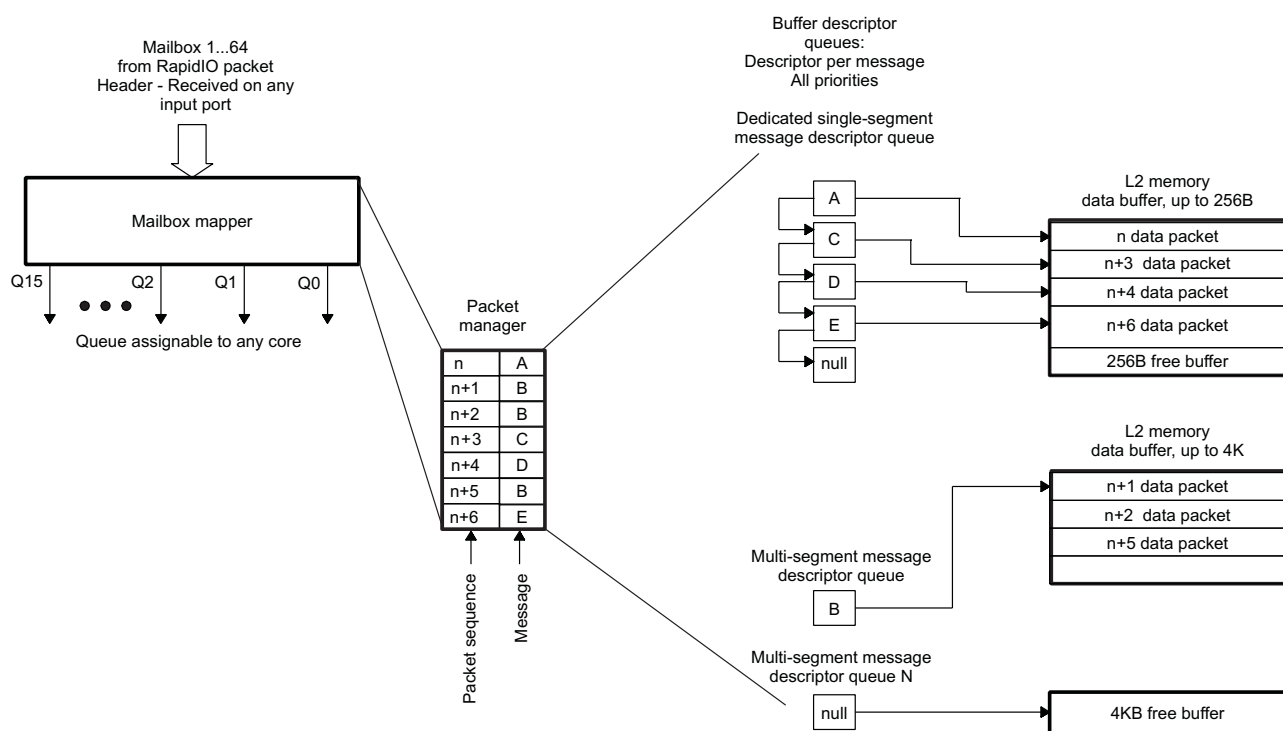 Mailbox 1...64
from RapidIO packet
Header - Received on any
input port
Mailbox mapper
Q15
Q2
Q1
Q0
Queue assignable to any core
Packet
manager
n A
n+1 B
n+2 B
n+3 C
n+4 D
n+5 B
n+6 E
Packet sequence
Message
Buffer descriptor
queues:
Descriptor per message
All priorities
Dedicated single-segment
message descriptor queue
A
C
D
E
null
L2 memory
data buffer, up to 256B
n data packet
n+3 data packet
n+4 data packet
n+6 data packet
256B free buffer
L2 memory
data buffer, up to 4K
n+1 data packet
n+2 data packet
n+5 data packet
Multi-segment message
descriptor queue
B
Multi-segment message
descriptor queue N
null
4KB free buffer